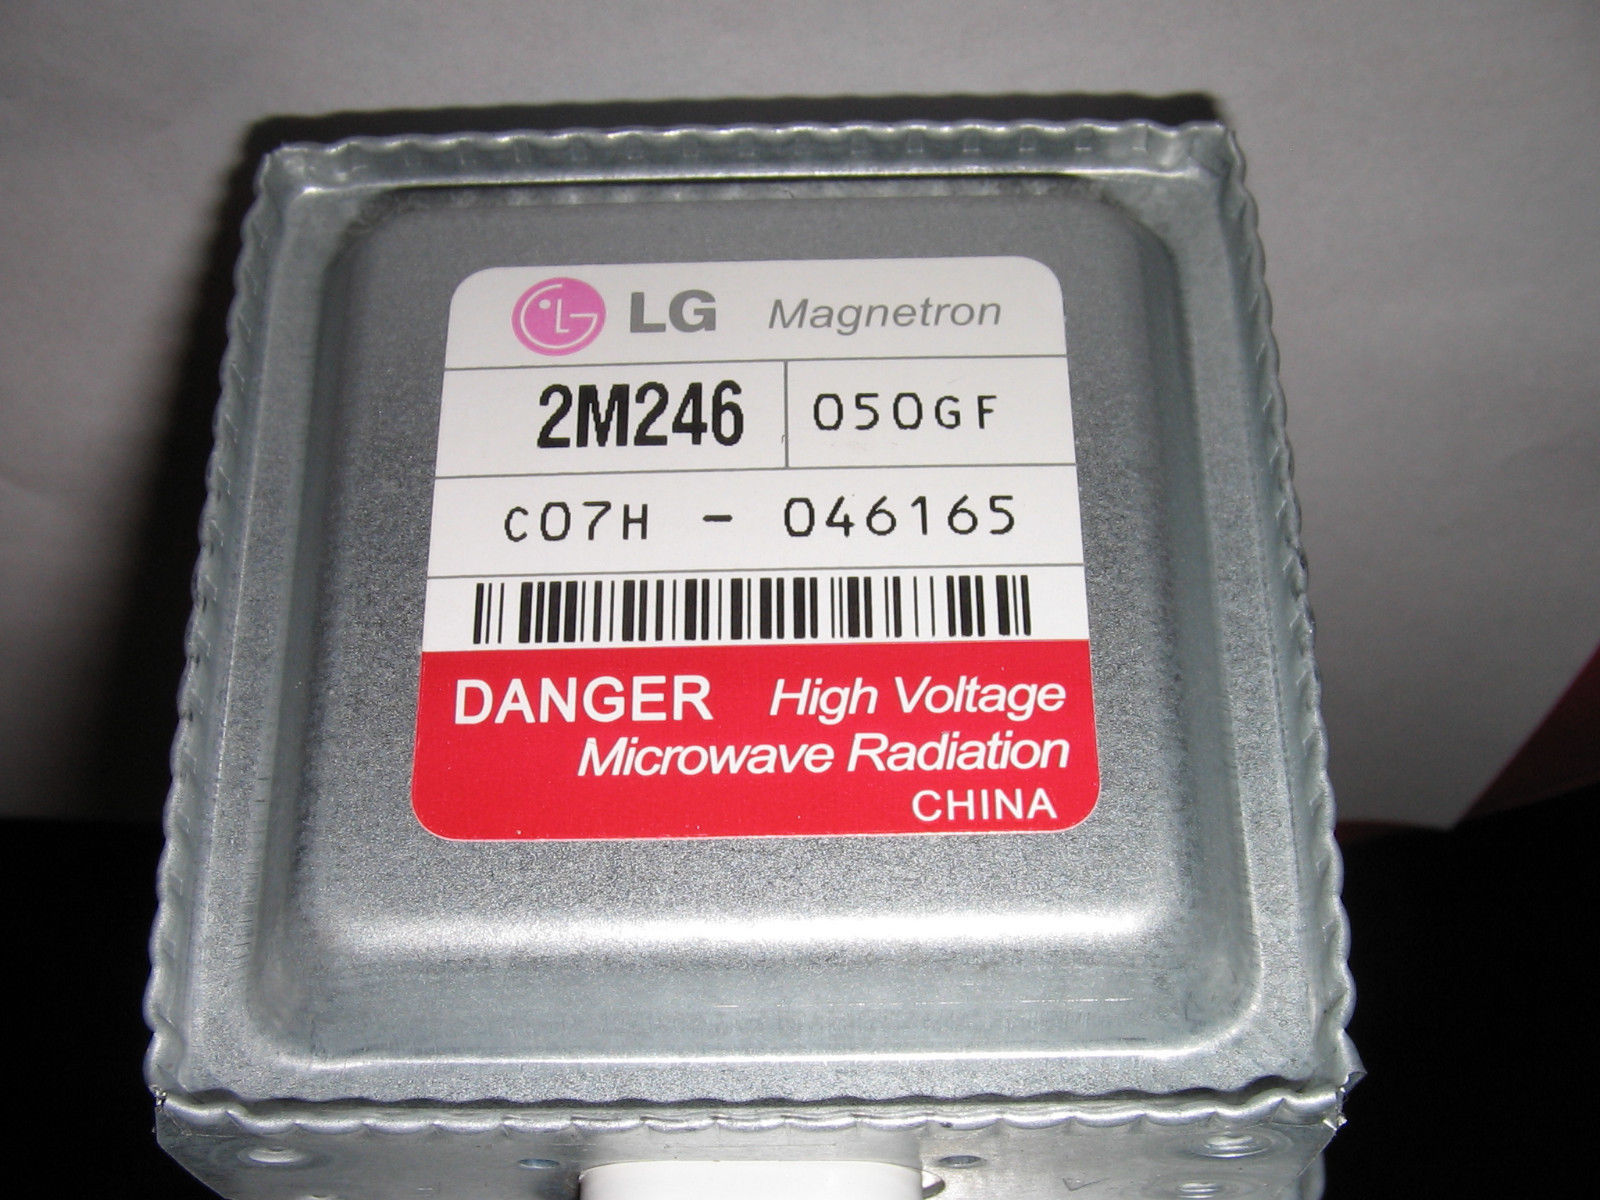 LG Magnetron
2M246 050GF
C07H - 046165
DANGER High Voltage
Microwave Radiation
CHINA